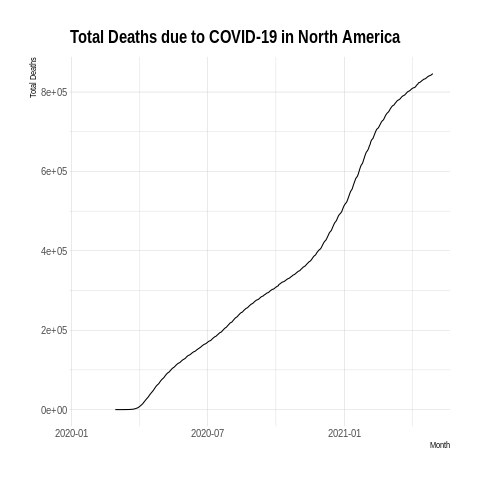 Total Deaths due to COVID-19 in North America
Total Deaths
8e+05
6e+05
4e+05
2e+05
0e+00
2020-01
2020-07
2021-01
Month